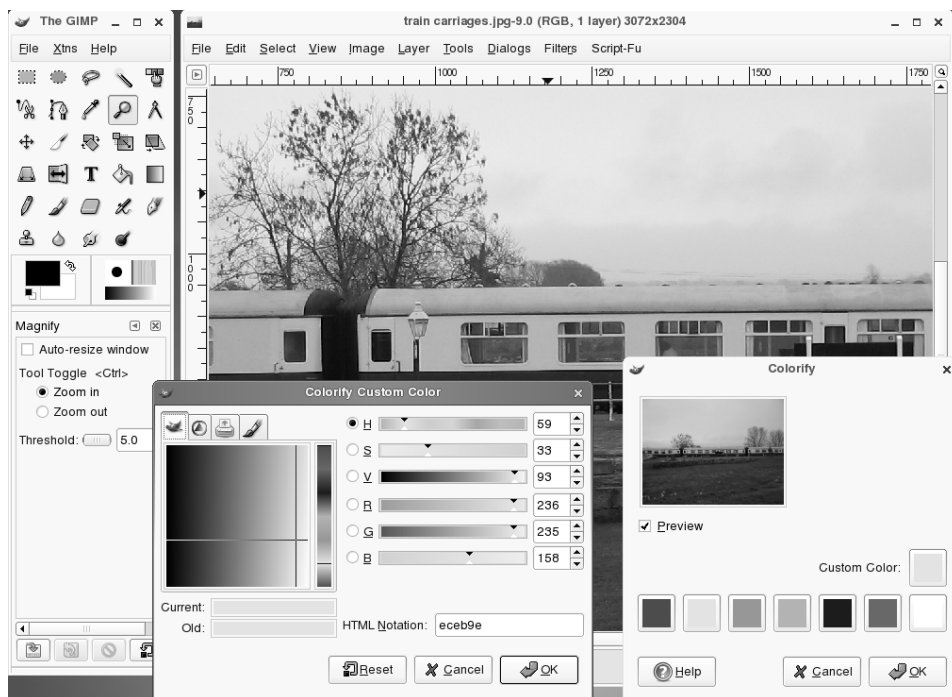 The GIMP
File Xtns Help
Magnify
Auto-resize window
Tool Toggle <Ctrl>
Zoom in
Zoom out
Threshold: 5.0
train carriages.jpg-9.0 (RGB, 1 layer) 3072x2304
File Edit Select View Image Layer Tools Dialogs Filters Script-Fu
750 1000 1250 1500 1750
750
1000
Colorify Custom Color
H 59
S 33
V 93
R 236
G 235
B 158
Current:
Old:
HTML Notation: eceb9e
Reset Cancel OK
Colorify
Preview
Custom Color:
Help Cancel OK